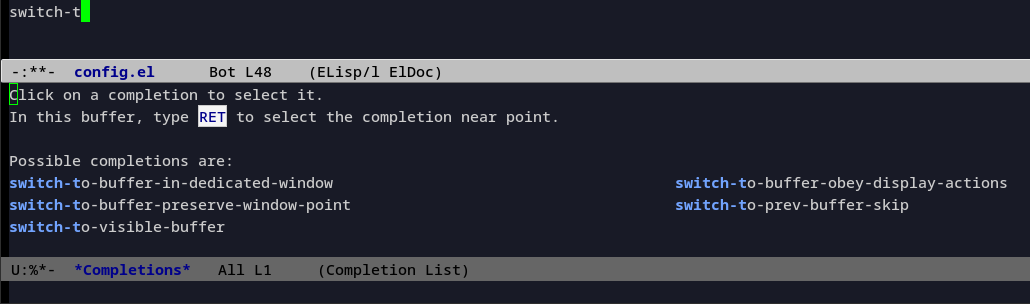 switch-t
-:**-  config.el      Bot L48    (ELisp/l ElDoc)
Click on a completion to select it.
In this buffer, type RET to select the completion near point.
Possible completions are:
switch-to-buffer-in-dedicated-window switch-to-buffer-obey-display-actions
switch-to-buffer-preserve-window-point switch-to-prev-buffer-skip
switch-to-visible-buffer
U:%*-  *Completions*   All L1     (Completion List)